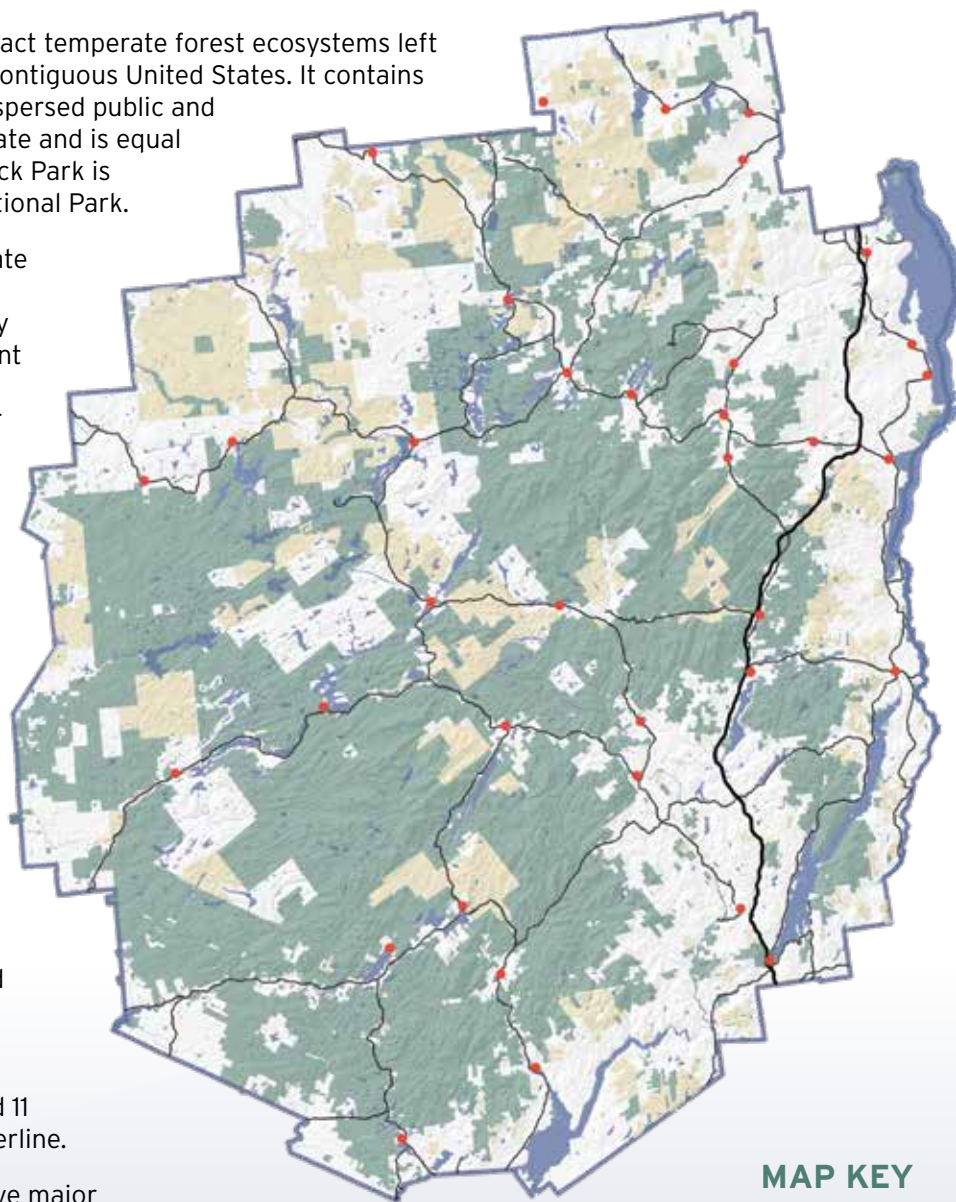 act temperate forest ecosystems left
ontiguous United States. It contains
spersed public and
ate and is equal
ck Park is
tional Park.
ate
y
nt
d 11
erline.
ve major
MAP KEY